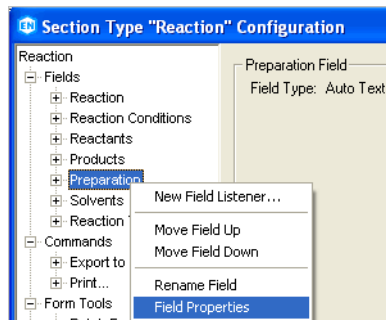 EN Section Type "Reaction" Configuration
Reaction
Fields
Reaction
Reaction Conditions
Reactants
Products
Preparation
Solvents
Reaction
Commands
Export to
Print...
Form Tools
New Field Listener...
Move Field Up
Move Field Down
Rename Field
Field Properties
Preparation Field
Field Type: Auto Text